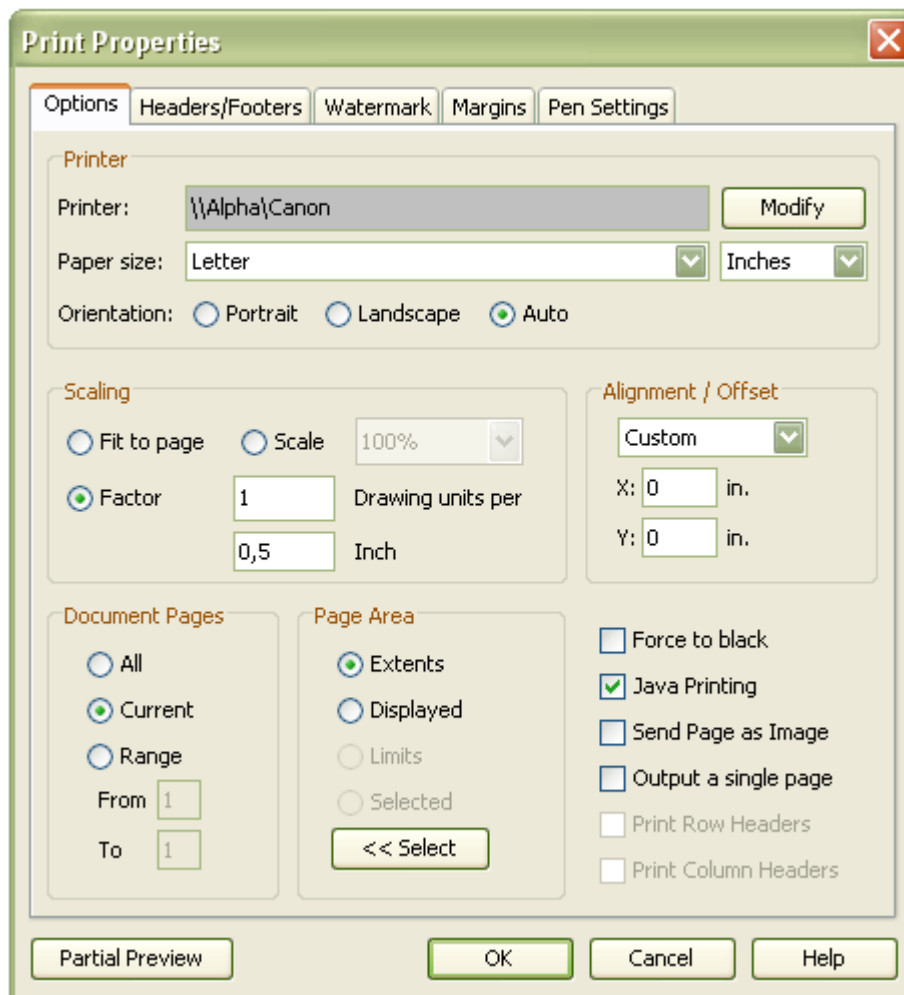 Print Properties
Options Headers/Footers Watermark Margins Pen Settings
Printer
Printer: \\Alpha\Canon Modify
Paper size: Letter Inches
Orientation: Portrait Landscape Auto
Scaling
Fit to page Scale 100%
Factor 1 Drawing units per
0,5 Inch
Alignment / Offset
Custom
X: 0 in.
Y: 0 in.
Document Pages
All
Current
Range
From 1
To 1
Page Area
Extents
Displayed
Limits
Selected
<< Select
Force to black
Java Printing
Send Page as Image
Output a single page
Print Row Headers
Print Column Headers
Partial Preview OK Cancel Help